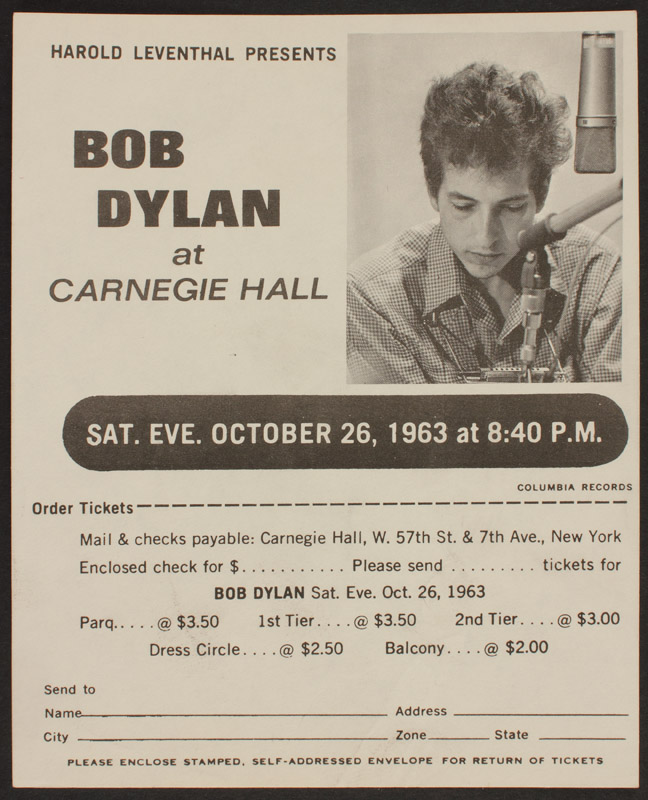 HAROLD LEVENTHAL PRESENTS
BOB
DYLAN
at
CARNEGIE HALL
SAT. EVE. OCTOBER 26, 1963 at 8:40 P.M.
COLUMBIA RECORDS
Order Tickets
Mail & checks payable: Carnegie Hall, W. 57th St. & 7th Ave., New York
Enclosed check for $........... Please send ......... tickets for
BOB DYLAN Sat. Eve. Oct. 26, 1963
Parq.....@ $3.50 1st Tier....@ $3.50 2nd Tier....@ $3.00
Dress Circle....@ $2.50 Balcony....@ $2.00
Send to
Name Address
City Zone State
PLEASE ENCLOSE STAMPED, SELF-ADDRESSED ENVELOPE FOR RETURN OF TICKETS